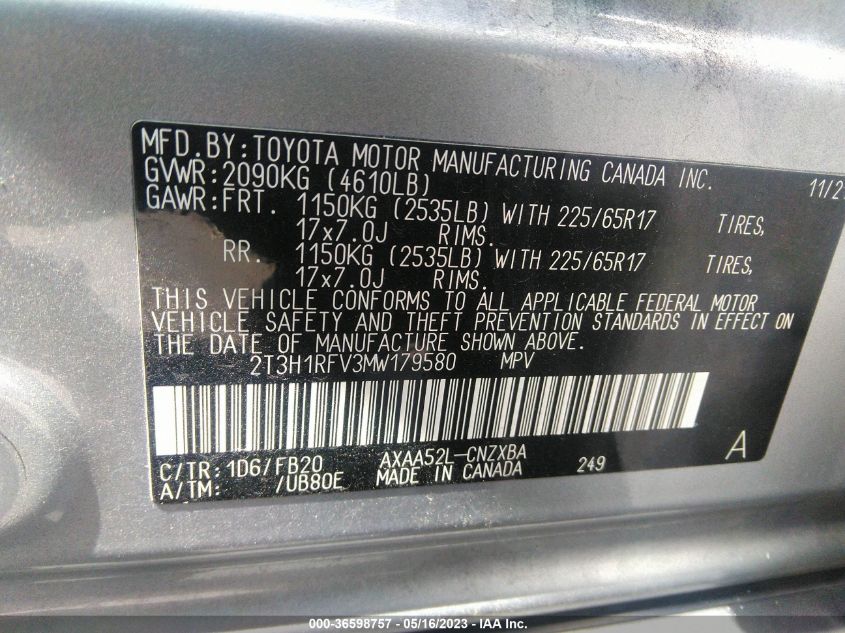 MFD.BY:TOYOTA MOTOR MANUFACTURING CANADA INC. 11/2
GVWR:2090KG (4610LB)
GAWR:FRT. 1150KG (2535LB) WITH 225/65R17 TIRES,
17x7.0J RIMS.
RR. 1150KG (2535LB) WITH 225/65R17 TIRES,
17x7.0J RIMS.
THIS VEHICLE CONFORMS TO ALL APPLICABLE FEDERAL MOTOR
VEHICLE SAFETY AND THEFT PREVENTION STANDARDS IN EFFECT ON
THE DATE OF MANUFACTURE SHOWN ABOVE.
2T3H1RFV3MW179580 MPV
C/TR:1D6/FB20 AXAA52L-CNZXBA 249 A
A/TM: /UB80E MADE IN CANADA
000-36598757 - 05/16/2023 - IAA Inc.